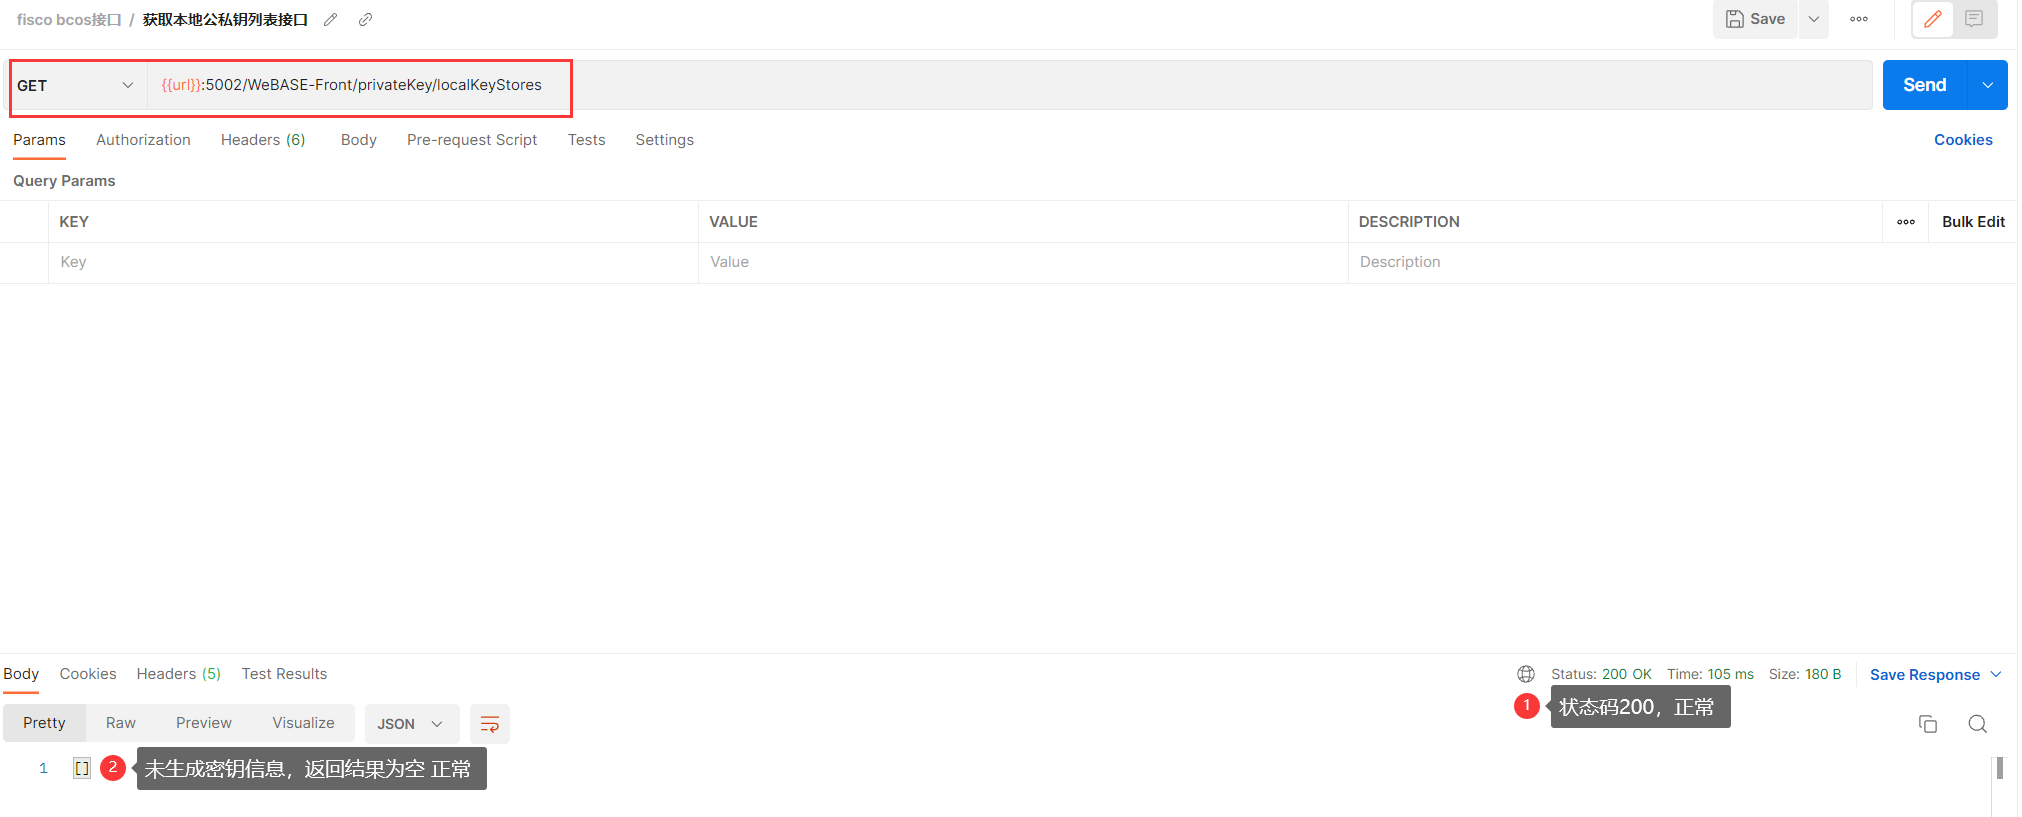 fisco bcos接口 / 获取本地公私钥列表接口
Save
GET {{url}}:5002/WeBASE-Front/privateKey/localKeyStores Send
Params Authorization Headers (6) Body Pre-request Script Tests Settings Cookies
Query Params
KEY VALUE DESCRIPTION Bulk Edit
Key Value Description
Body Cookies Headers (5) Test Results Status: 200 OK Time: 105 ms Size: 180 B Save Response
1 状态码200，正常
Pretty Raw Preview Visualize JSON
1 [] 2 未生成密钥信息，返回结果为空 正常